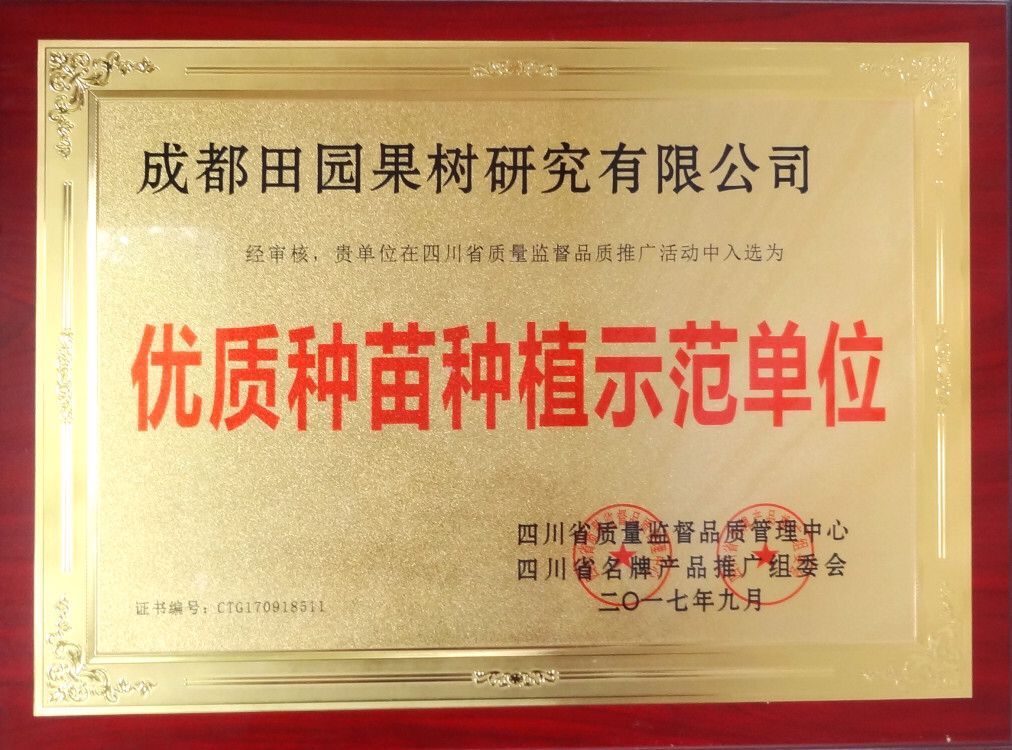 成都田园果树研究有限公司
经审核，贵单位在四川省质量监督品质推广活动中入选为
优质种苗种植示范单位
四川省质量监督品质管理中心
四川省名牌产品推广组委会
二〇一七年九月
证书编号：CTG170918511